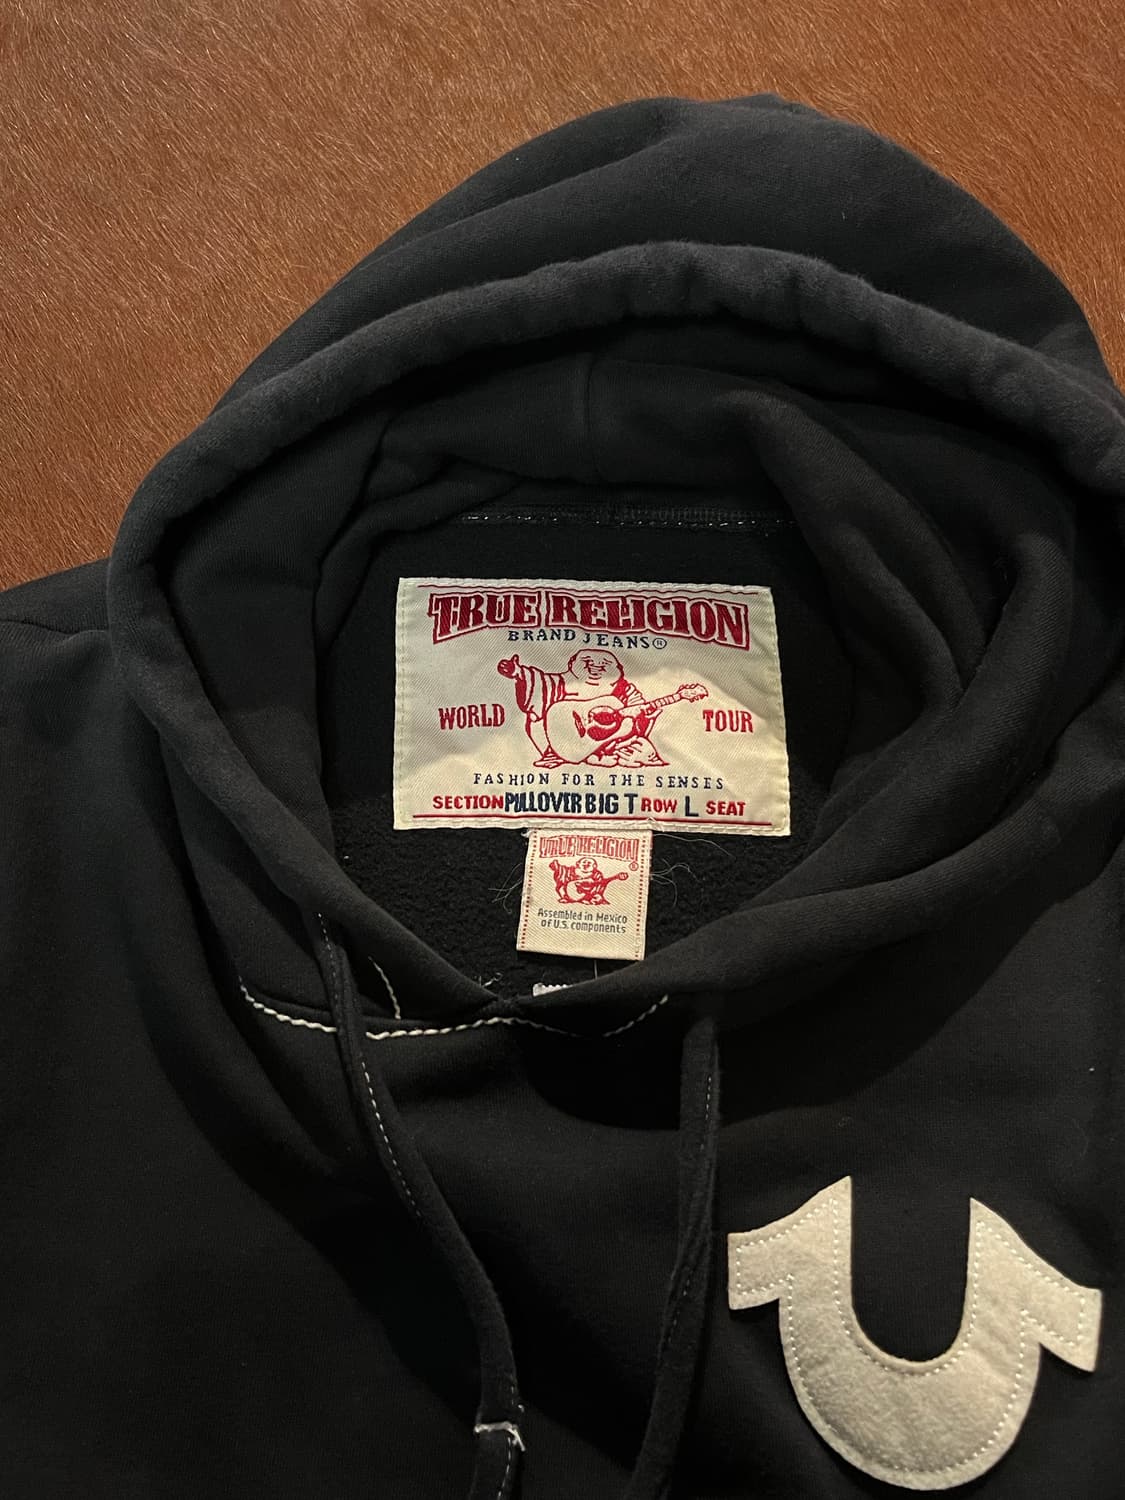 TRUE RELIGION
BRAND JEANS®
WORLD TOUR
FASHION FOR THE SENSES
SECTION PULLOVER BIG T ROW L SEAT
TRUE RELIGION®
Assembled in Mexico
of U.S. components